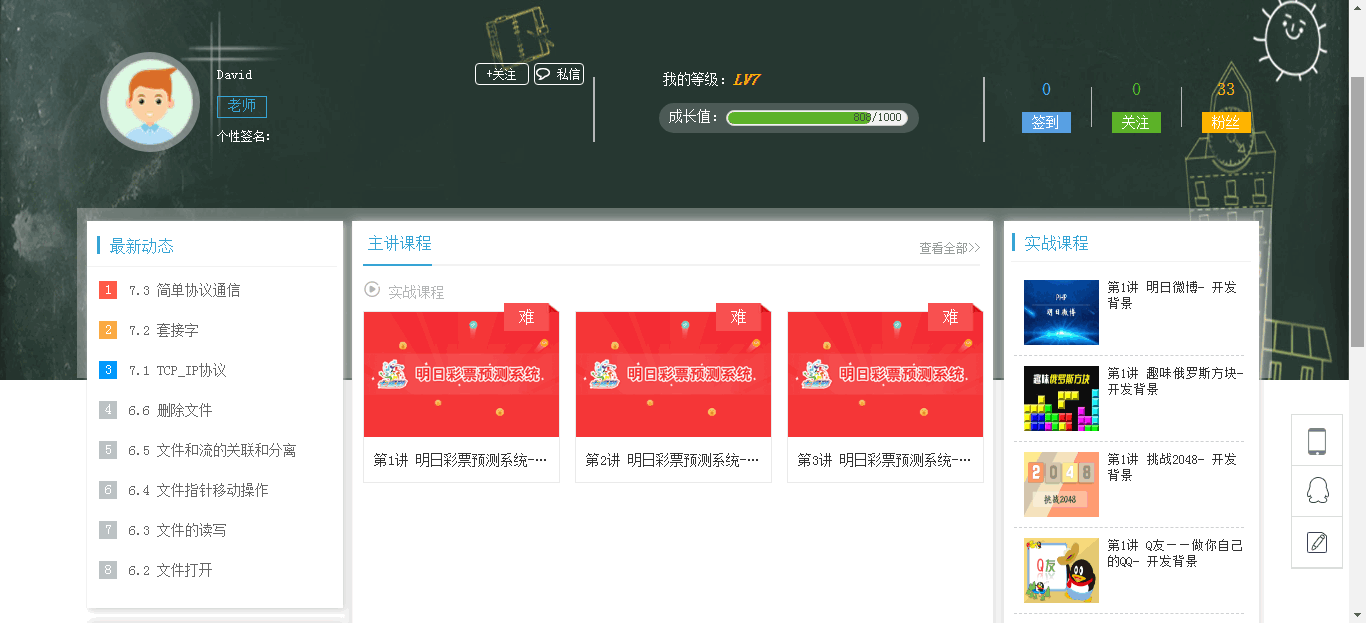 David
老师
个性签名:
+关注
私信
我的等级: LV7
成长值:
808/1000
0
签到
0
关注
33
粉丝
最新动态
1 7.3 简单协议通信
2 7.2 套接字
3 7.1 TCP_IP协议
4 6.6 删除文件
5 6.5 文件和流的关联和分离
6 6.4 文件指针移动操作
7 6.3 文件的读写
8 6.2 文件打开
主讲课程
查看全部>>
实战课程
难
明日彩票预测系统
第1讲 明日彩票预测系统-···
难
明日彩票预测系统
第2讲 明日彩票预测系统-···
难
明日彩票预测系统
第3讲 明日彩票预测系统-···
实战课程
PHP
明日微博
第1讲 明日微博- 开发
背景
趣味俄罗斯方块
第1讲 趣味俄罗斯方块-
开发背景
2048
挑战2048
第1讲 挑战2048- 开发
背景
Q友
第1讲 Q友——做你自己
的QQ- 开发背景